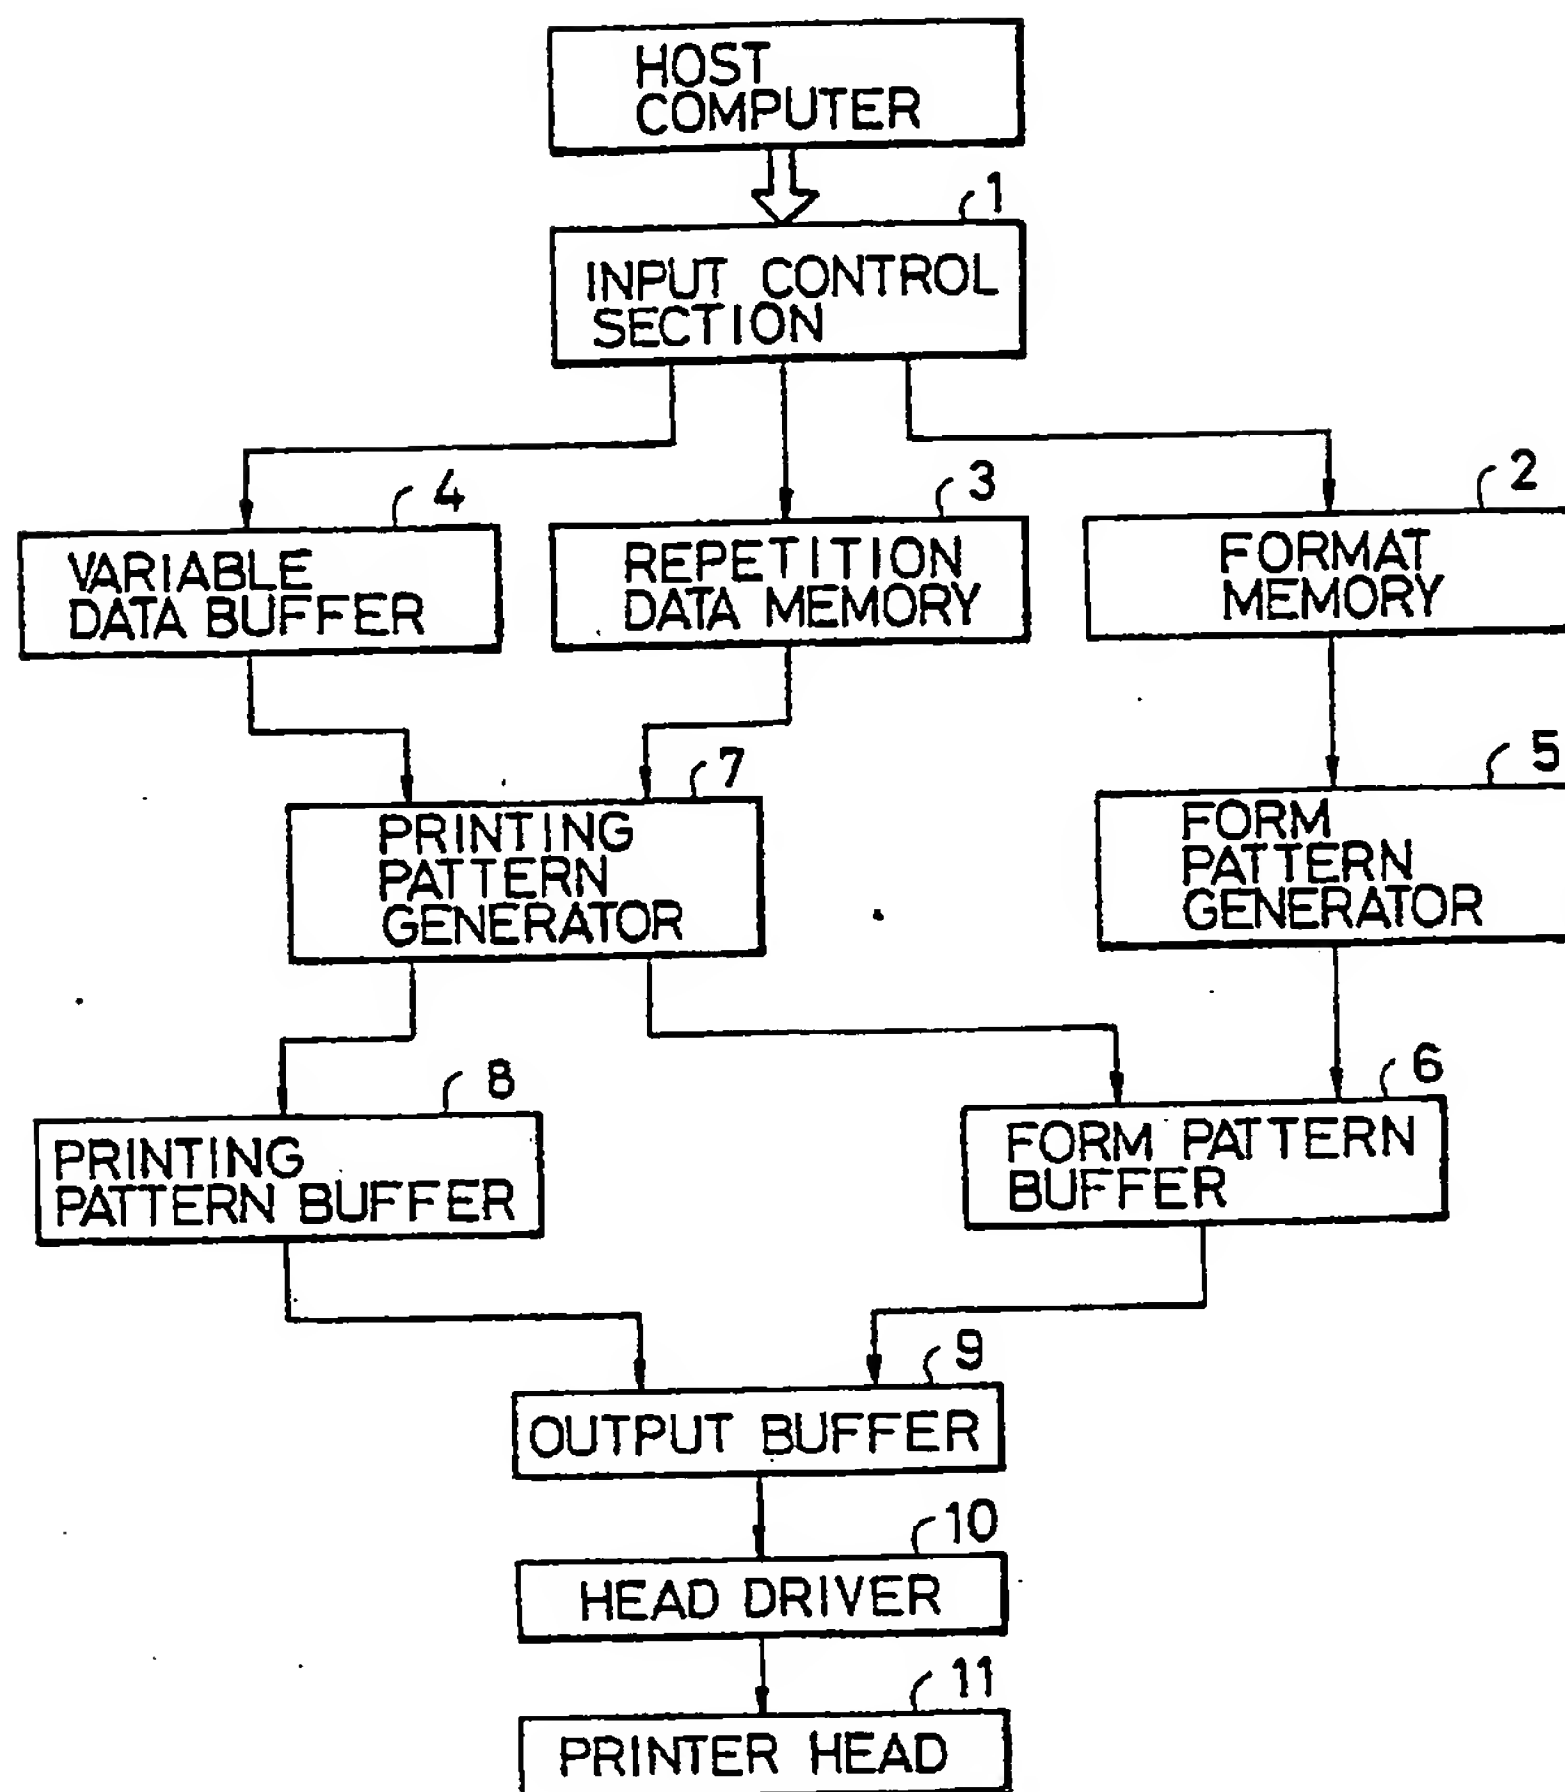 HOST
COMPUTER
1
INPUT CONTROL
SECTION
4
VARIABLE
DATA BUFFER
3
REPETITION
DATA MEMORY
2
FORMAT
MEMORY
7
PRINTING
PATTERN
GENERATOR
5
FORM
PATTERN
GENERATOR
8
PRINTING
PATTERN BUFFER
6
FORM PATTERN
BUFFER
9
OUTPUT BUFFER
10
HEAD DRIVER
11
PRINTER HEAD